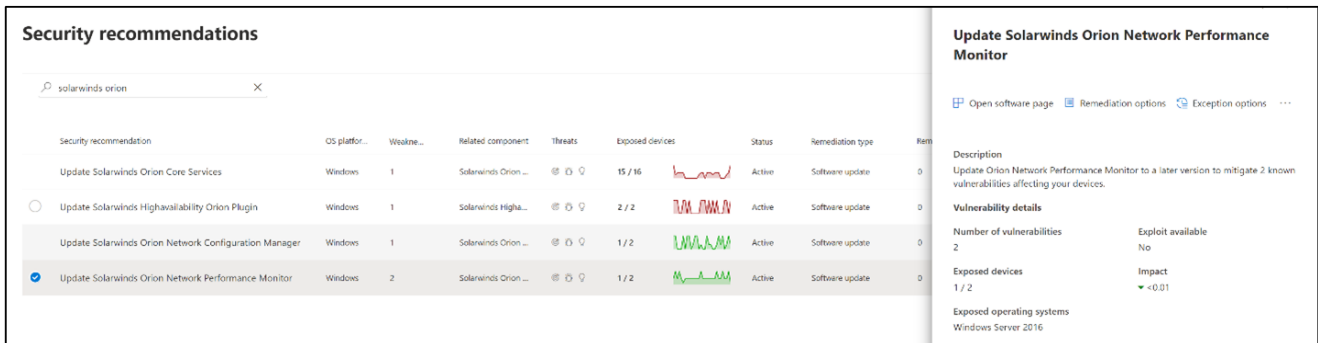 Security recommendations
solarwinds orion
Security recommendation OS platfor... Weakne... Related component Threats Exposed devices Status Remediation type Rem
Update Solarwinds Orion Core Services Windows 1 Solarwinds Orion ... 15 / 16 Active Software update 0
Update Solarwinds Highavailability Orion Plugin Windows 1 Solarwinds Higha... 2 / 2 Active Software update 0
Update Solarwinds Orion Network Configuration Manager Windows 1 Solarwinds Orion ... 1 / 2 Active Software update 0
Update Solarwinds Orion Network Performance Monitor Windows 2 Solarwinds Orion ... 1 / 2 Active Software update 0
Update Solarwinds Orion Network Performance
Monitor
Open software page Remediation options Exception options ...
Description
Update Orion Network Performance Monitor to a later version to mitigate 2 known
vulnerabilities affecting your devices.
Vulnerability details
Number of vulnerabilities Exploit available
2 No
Exposed devices Impact
1 / 2 <0.01
Exposed operating systems
Windows Server 2016